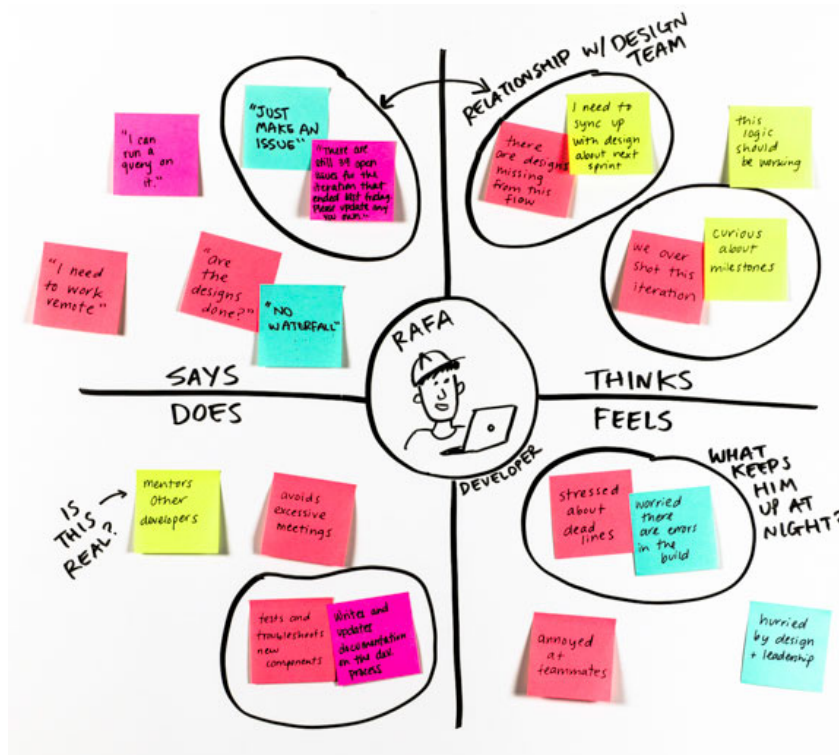 "I can
run a
query on
it."
"JUST
MAKE AN
ISSUE"
"There are
still 39 open
issues for the
iteration that
ended last friday.
Please update any
you own."
"I need
to work
remote"
"are
the
designs
done?"
"NO
WATERFALL"
SAYS
RELATIONSHIP W/ DESIGN
TEAM
there
are designs
missing
from this
flow
I need to
sync up
with design
about next
sprint
this
logic
should
be working
we over
shot this
iteration
curious
about
milestones
THINKS
RAFA
DEVELOPER
DOES
IS
THIS
REAL?
mentors
other
developers
avoids
excessive
meetings
tests and
troubleshoots
new
components
writes and
updates
documentation
on the dev.
process
FEELS
WHAT
KEEPS
HIM
UP AT
NIGHT?
stressed
about
dead
lines
worried
there
are errors
in the
build
annoyed
at
teammates
hurried
by design
+ leadership